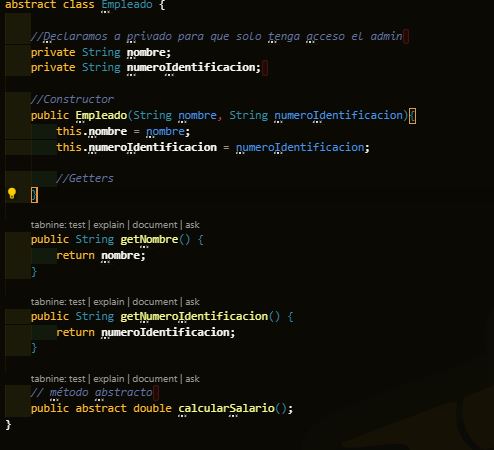 abstract class Empleado {
//Declaramos a privado para que solo tenga acceso el admin
private String nombre;
private String numeroIdentificacion;
//Constructor
public Empleado(String nombre, String numeroIdentificacion){
this.nombre = nombre;
this.numeroIdentificacion = numeroIdentificacion;
//Getters
}
tabnine: test | explain | document | ask
public String getNombre() {
return nombre;
}
tabnine: test | explain | document | ask
public String getNumeroIdentificacion() {
return numeroIdentificacion;
}
tabnine: test | explain | document | ask
// método abstracto
public abstract double calcularSalario();
}